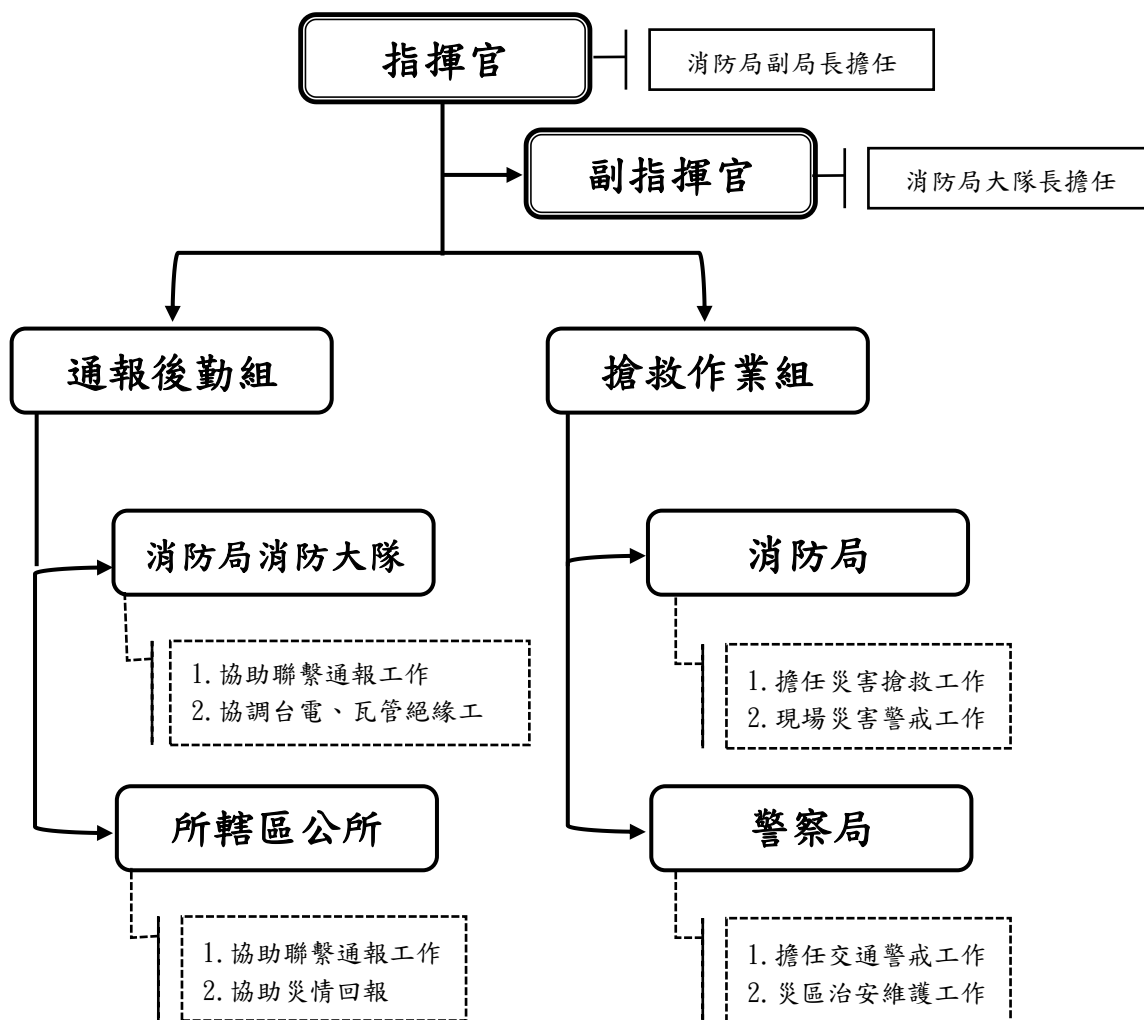 指揮官
消防局副局長擔任
副指揮官
消防局大隊長擔任
通報後勤組
搶救作業組
消防局消防大隊
消防局
1.協助聯繫通報工作
2.協調台電、瓦管絕緣工
1.擔任災害搶救工作
2.現場災害警戒工作
所轄區公所
警察局
1.協助聯繫通報工作
2.協助災情回報
1.擔任交通警戒工作
2.災區治安維護工作